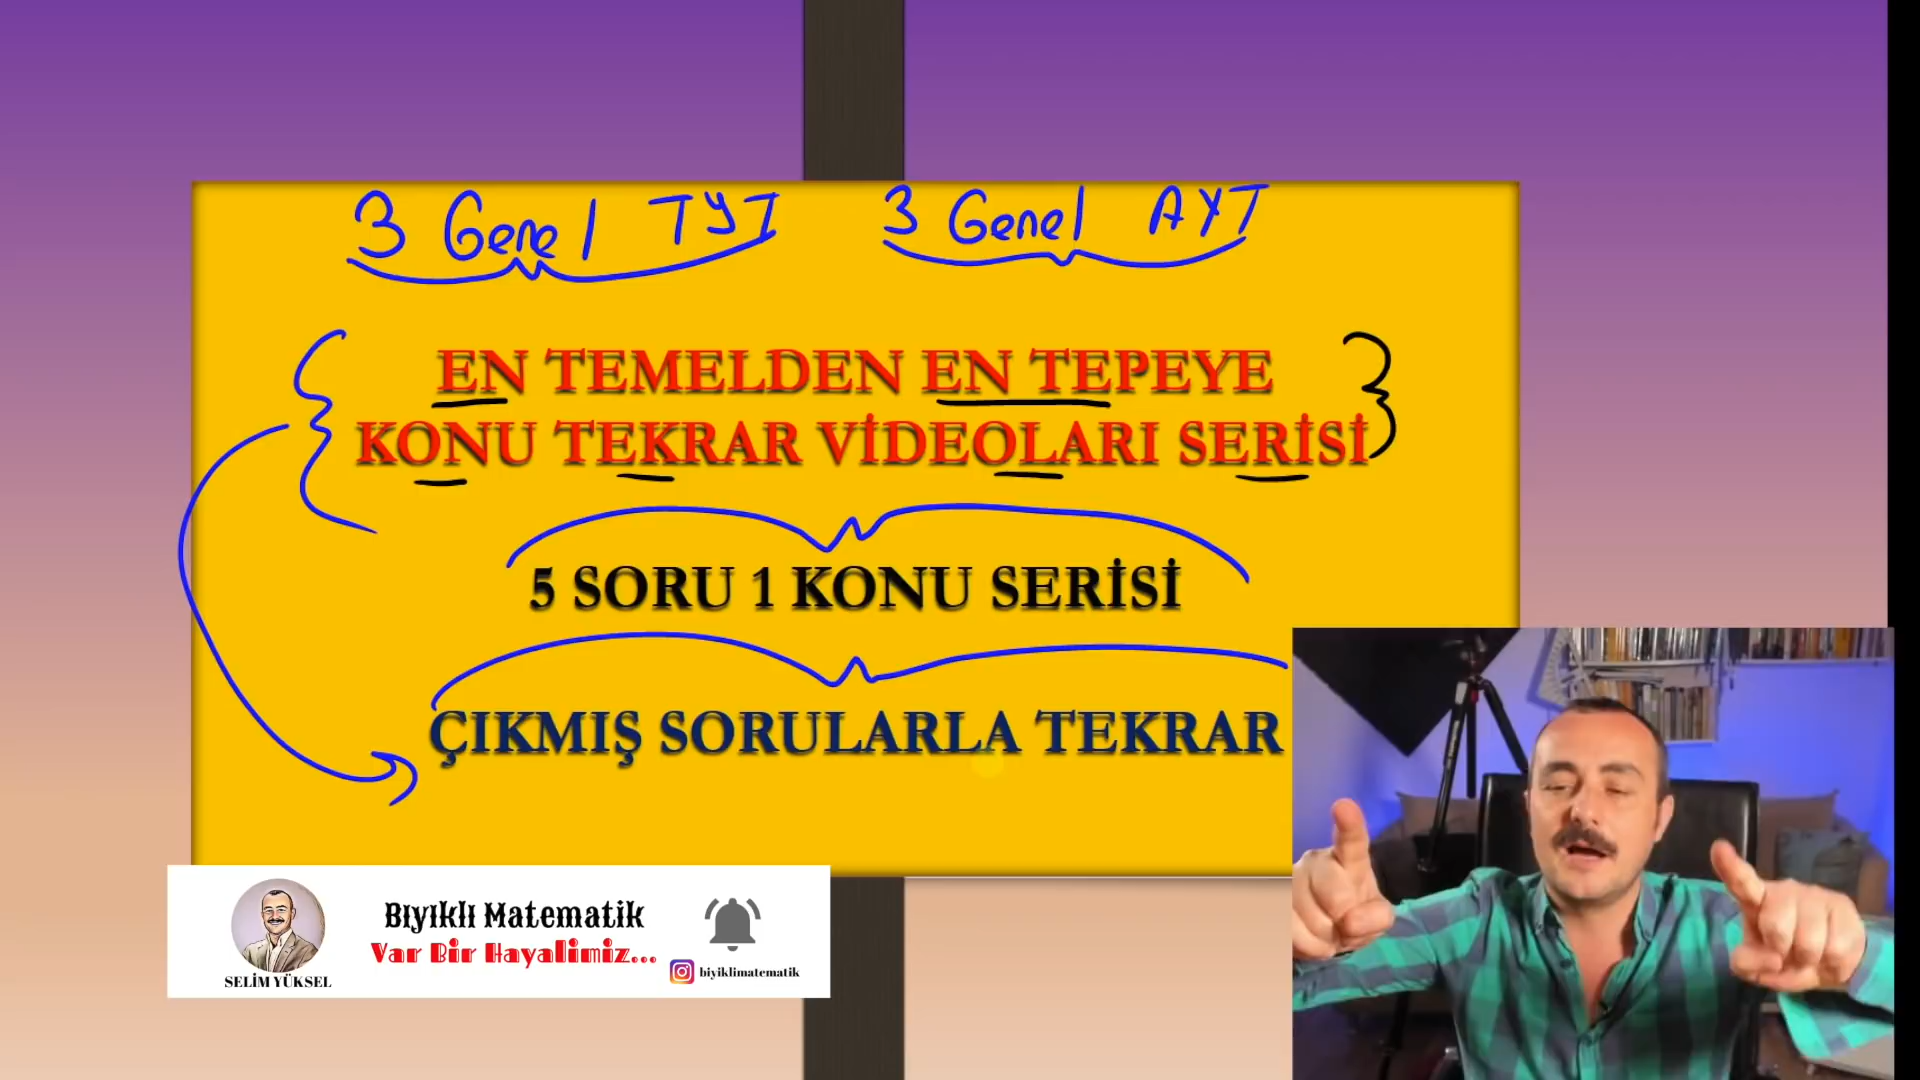 3 Genel TYT 3 Genel AYT
EN TEMELDEN EN TEPEYE
KONU TEKRAR VİDEOLARI SERİSİ
5 SORU 1 KONU SERİSİ
ÇIKMIŞ SORULARLA TEKRAR
Bıyıklı Matematik
Var Bir Hayalimiz...
SELİM YÜKSEL
biyiklimatematik